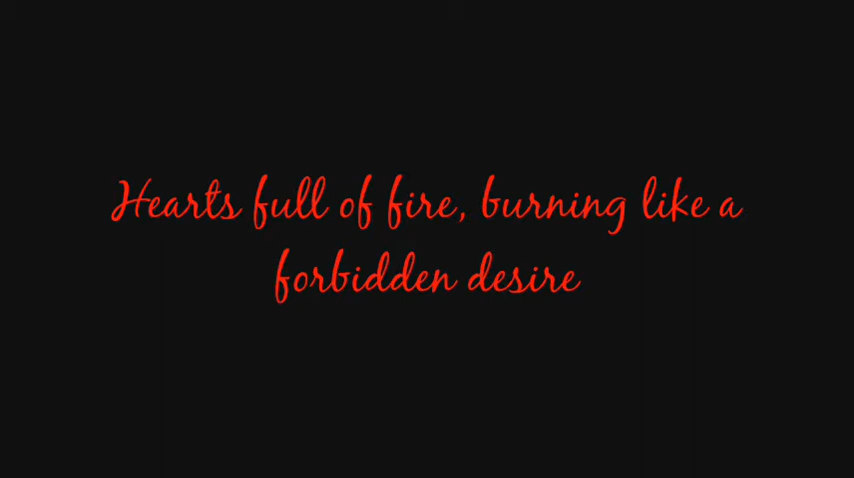 Hearts full of fire, burning like a
forbidden desire